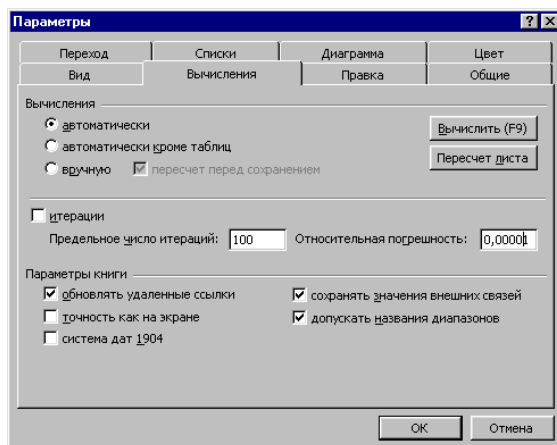 Параметры
Переход Списки Диаграмма Цвет
Вид Вычисления Правка Общие
Вычисления
автоматически
автоматически кроме таблиц
вручную пересчет перед сохранением
Вычислить (F9)
Пересчет листа
итерации
Предельное число итераций: 100 Относительная погрешность: 0,00001
Параметры книги
обновлять удаленные ссылки
точность как на экране
система дат 1904
сохранять значения внешних связей
допускать названия диапазонов
ОК Отмена